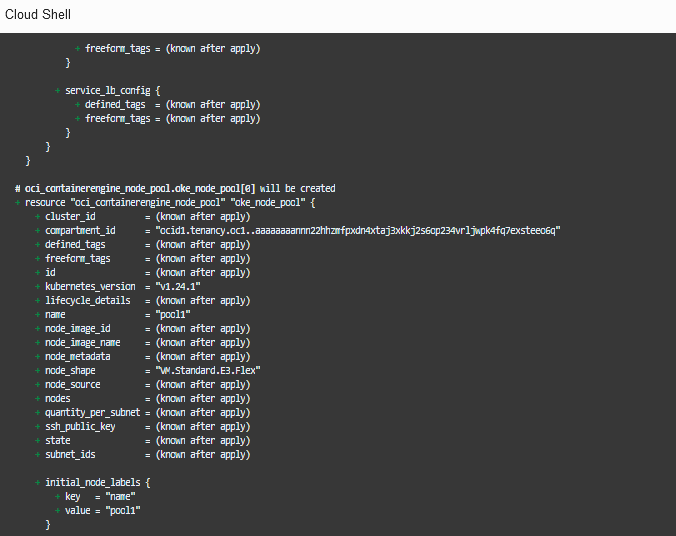 Cloud Shell
+ freeform_tags = (known after apply)
}
+ service_lb_config {
+ defined_tags  = (known after apply)
+ freeform_tags = (known after apply)
}
}
}
# oci_containerengine_node_pool.oke_node_pool[0] will be created
+ resource "oci_containerengine_node_pool" "oke_node_pool" {
+ cluster_id          = (known after apply)
+ compartment_id      = "ocid1.tenancy.oc1..aaaaaaaannn22hhzmfpxdn4xtaj3xkkj2s6op234vrljwpk4fq7exsteeo6q"
+ defined_tags        = (known after apply)
+ freeform_tags       = (known after apply)
+ id                  = (known after apply)
+ kubernetes_version  = "v1.24.1"
+ lifecycle_details   = (known after apply)
+ name                = "pool1"
+ node_image_id       = (known after apply)
+ node_image_name     = (known after apply)
+ node_metadata       = (known after apply)
+ node_shape          = "VM.Standard.E3.Flex"
+ node_source         = (known after apply)
+ nodes               = (known after apply)
+ quantity_per_subnet = (known after apply)
+ ssh_public_key      = (known after apply)
+ state               = (known after apply)
+ subnet_ids          = (known after apply)
+ initial_node_labels {
+ key   = "name"
+ value = "pool1"
}